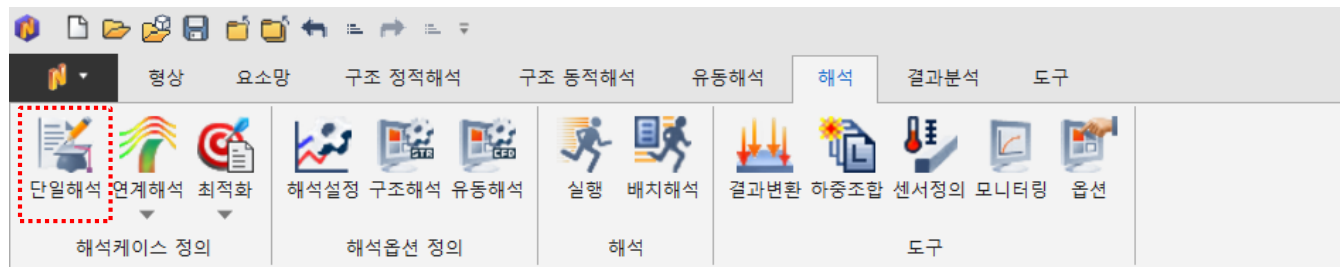 형상 요소망 구조 정적해석 구조 동적해석 유동해석 해석 결과분석 도구
STR CFD
단일해석 연계해석 최적화 해석설정 구조해석 유동해석 실행 배치해석 결과변환 하중조합 센서정의 모니터링 옵션
해석케이스 정의 해석옵션 정의 해석 도구